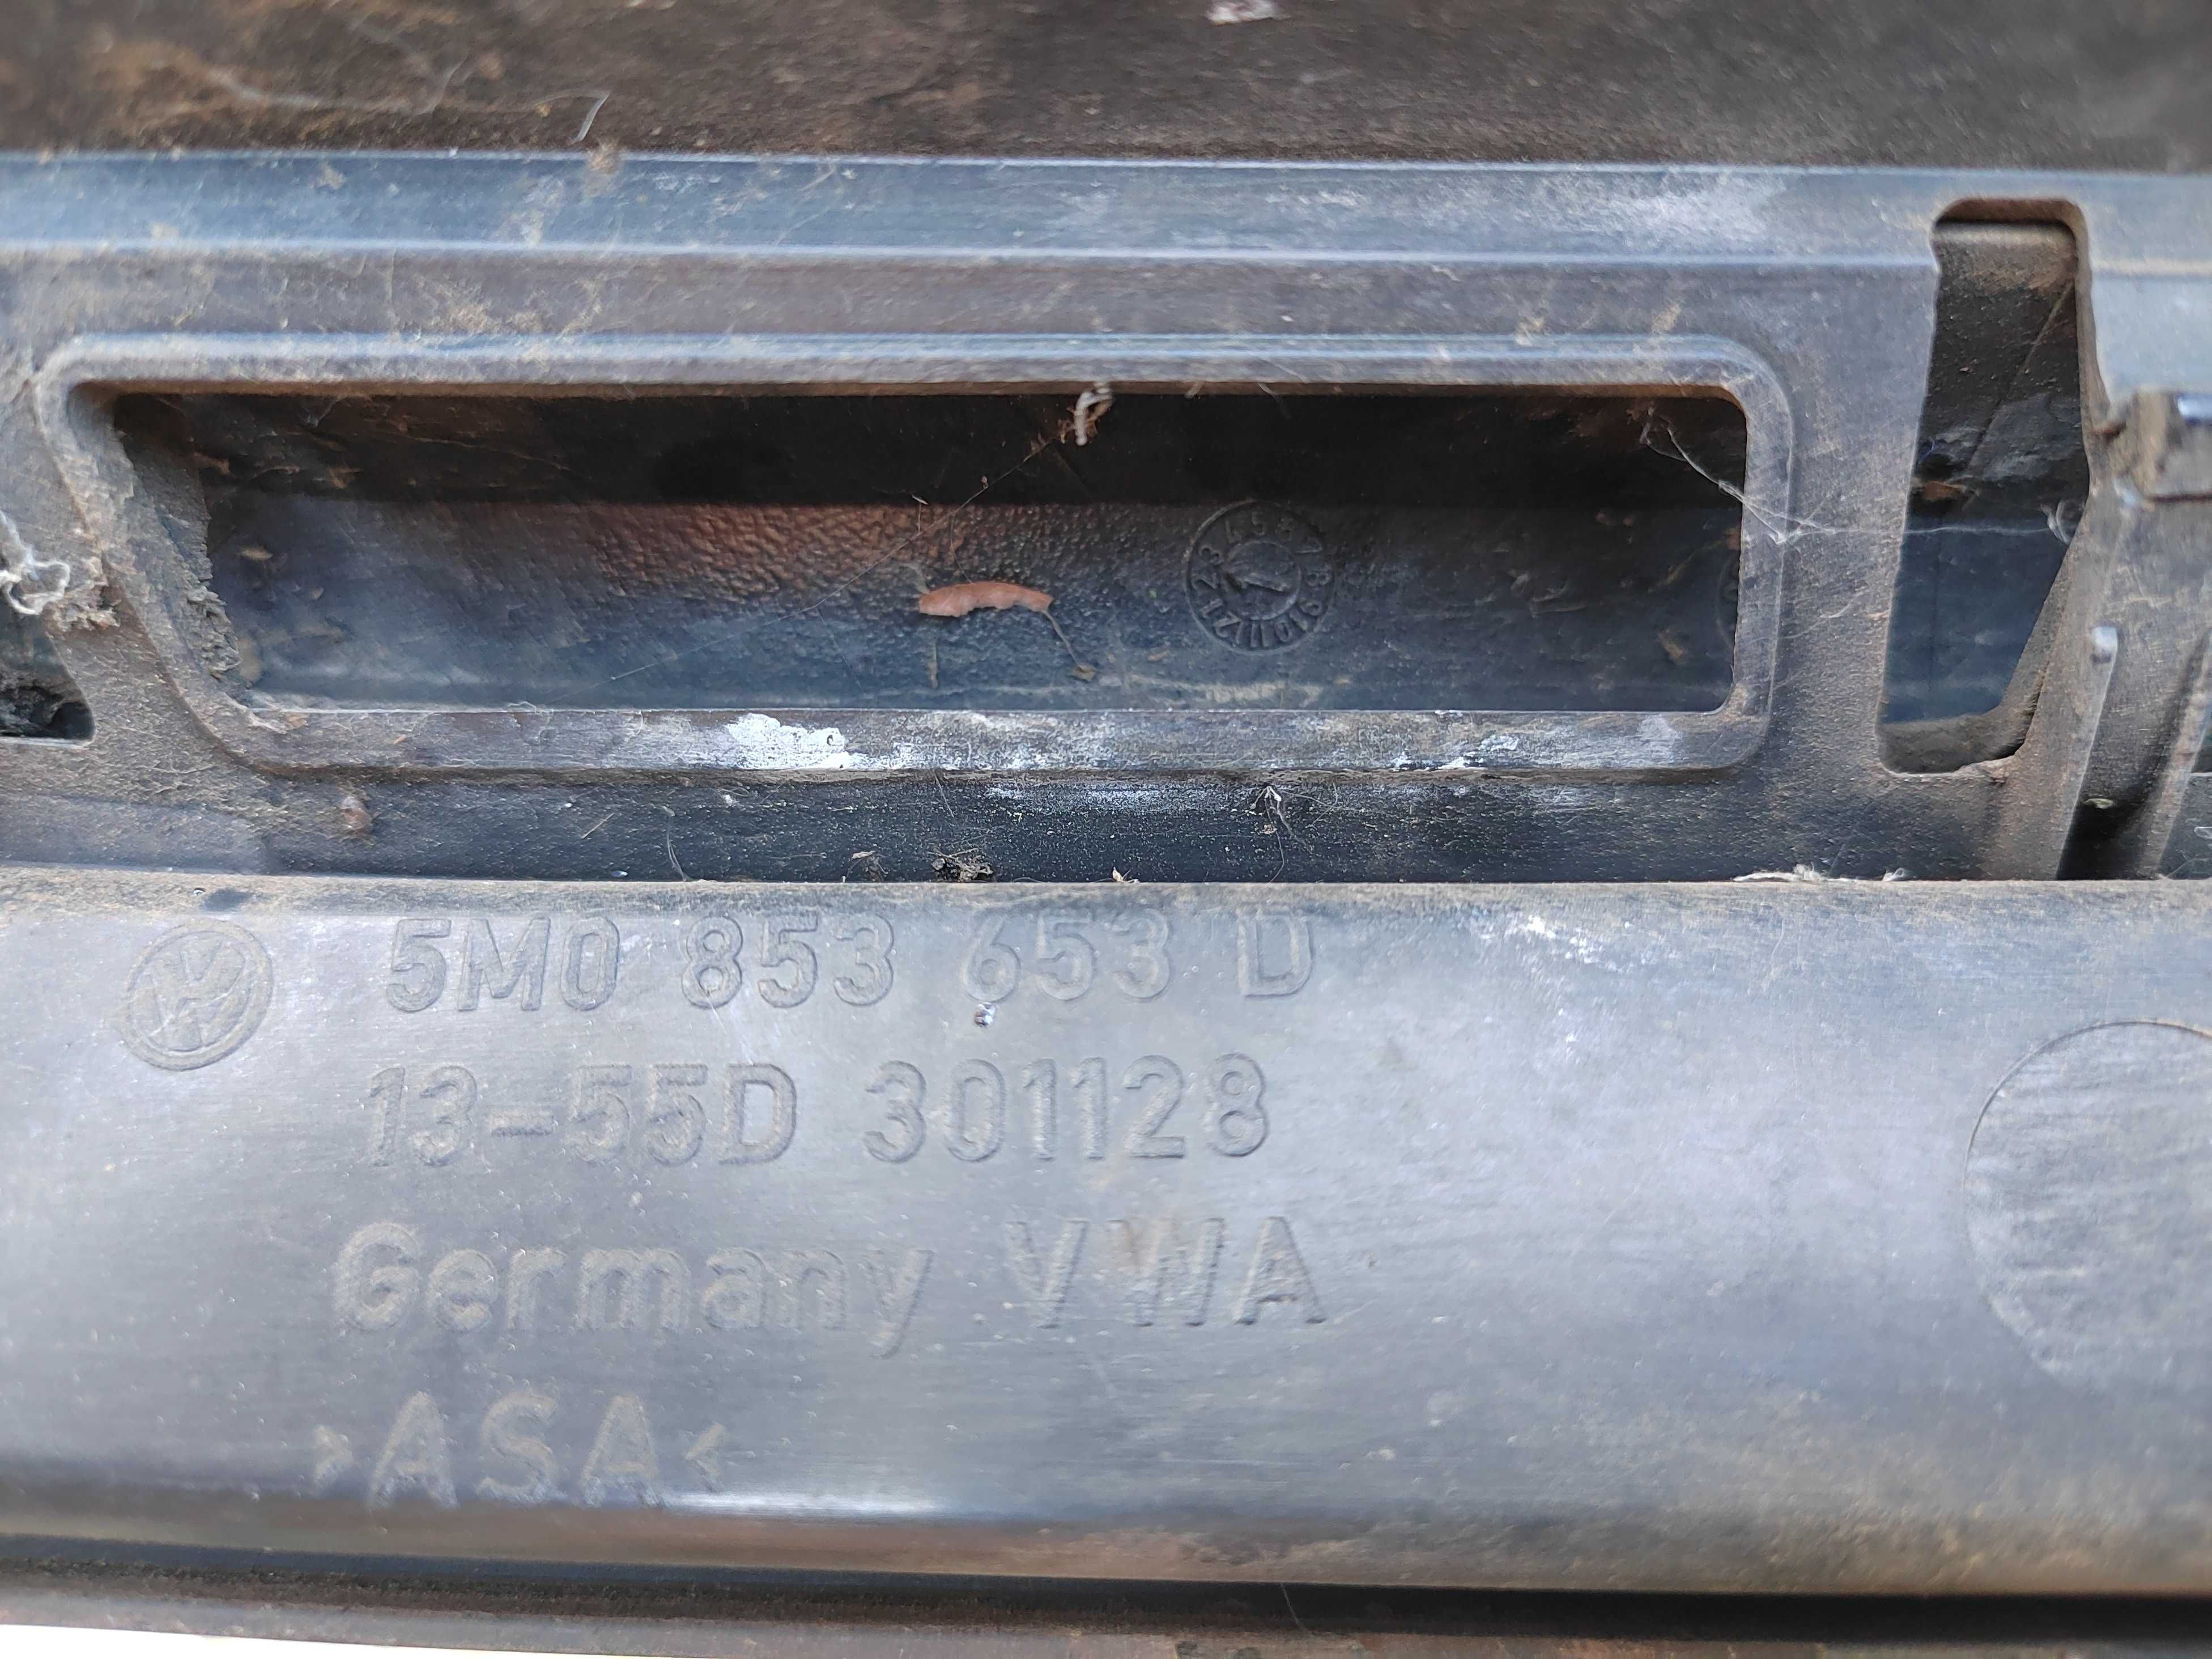 5M0 853 653 D
13-55D 301128
Germany VWA
>ASA<